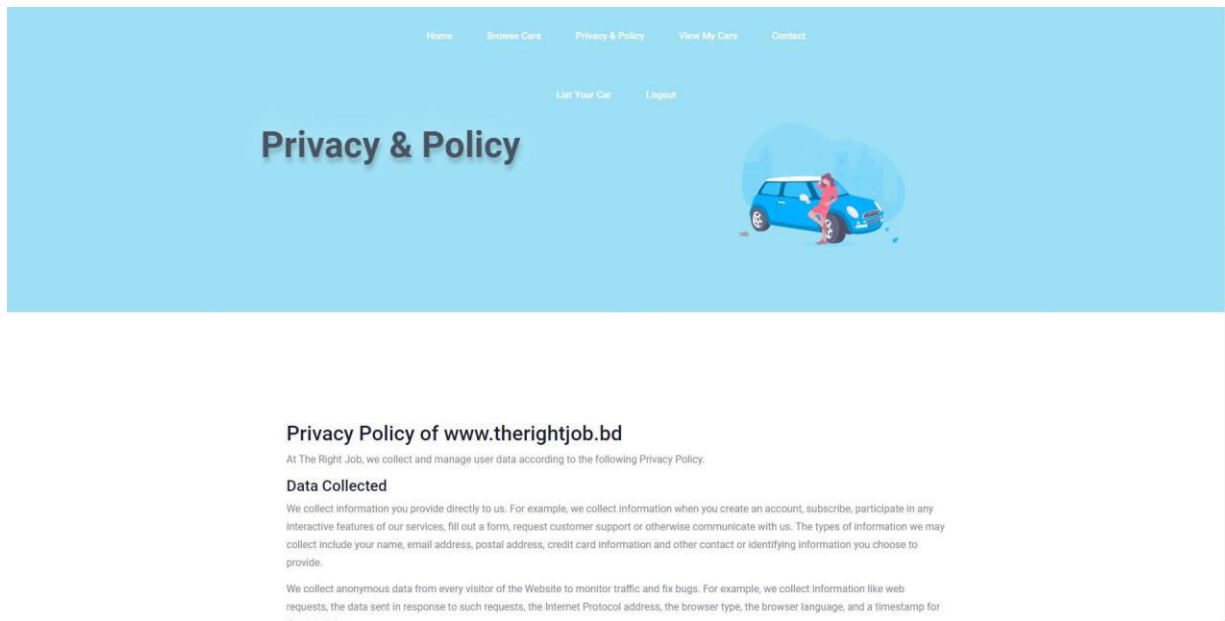 Home Browse Cars Privacy & Policy View My Cars Contact
List Your Car Logout
Privacy & Policy
Privacy Policy of www.therightjob.bd
At The Right Job, we collect and manage user data according to the following Privacy Policy.
Data Collected
We collect information you provide directly to us. For example, we collect information when you create an account, subscribe, participate in any
interactive features of our services, fill out a form, request customer support or otherwise communicate with us. The types of information we may
collect include your name, email address, postal address, credit card information and other contact or identifying information you choose to
provide.
We collect anonymous data from every visitor of the Website to monitor traffic and fix bugs. For example, we collect information like web
requests, the data sent in response to such requests, the Internet Protocol address, the browser type, the browser language, and a timestamp for